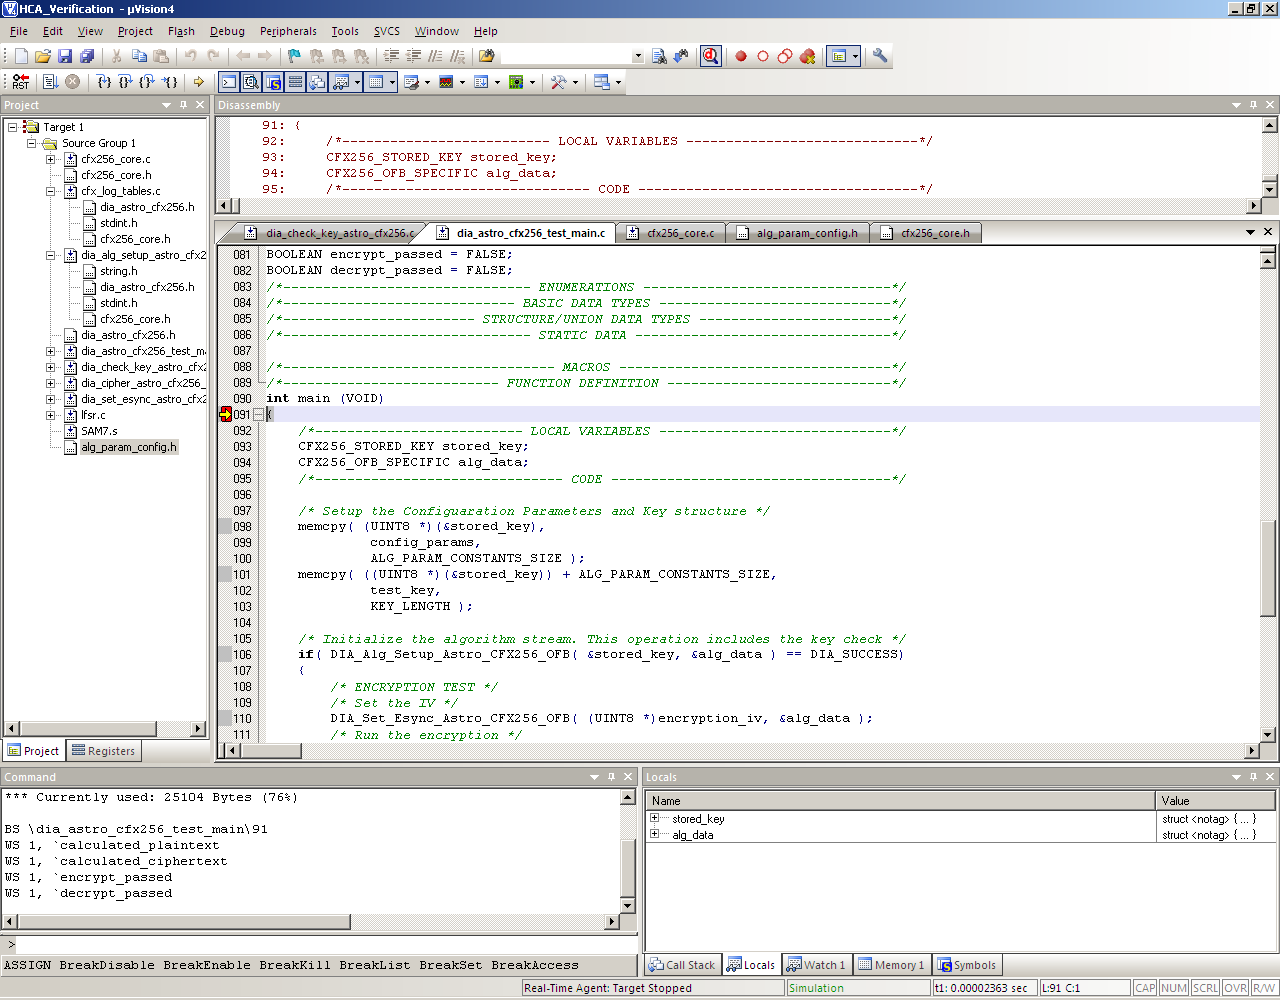 HCA_Verification - µVision4
File Edit View Project Flash Debug Peripherals Tools SVCS Window Help
RST
Project
Target 1
Source Group 1
cfx256_core.c
cfx256_core.h
cfx_log_tables.c
dia_astro_cfx256.h
stdint.h
cfx256_core.h
dia_alg_setup_astro_cfx2
string.h
dia_astro_cfx256.h
stdint.h
cfx256_core.h
dia_astro_cfx256.h
dia_astro_cfx256_test_m
dia_check_key_astro_cfx2
dia_cipher_astro_cfx256_
dia_set_esync_astro_cfx2
lfsr.c
SAM7.s
alg_param_config.h
Project Registers
Disassembly
91: {
92: /*-------------------------- LOCAL VARIABLES -----------------------------*/
93: CFX256_STORED_KEY stored_key;
94: CFX256_OFB_SPECIFIC alg_data;
95: /*------------------------------- CODE -----------------------------------*/
dia_check_key_astro_cfx256.c dia_astro_cfx256_test_main.c cfx256_core.c alg_param_config.h cfx256_core.h
081 BOOLEAN encrypt_passed = FALSE;
082 BOOLEAN decrypt_passed = FALSE;
083 /*------------------------------- ENUMERATIONS -------------------------------*/
084 /*----------------------------- BASIC DATA TYPES -----------------------------*/
085 /*------------------------ STRUCTURE/UNION DATA TYPES ------------------------*/
086 /*------------------------------- STATIC DATA --------------------------------*/
087
088 /*---------------------------------- MACROS ----------------------------------*/
089 /*--------------------------- FUNCTION DEFINITION ----------------------------*/
090 int main (VOID)
091 {
092 /*-------------------------- LOCAL VARIABLES -----------------------------*/
093 CFX256_STORED_KEY stored_key;
094 CFX256_OFB_SPECIFIC alg_data;
095 /*------------------------------- CODE -----------------------------------*/
096
097 /* Setup the Configuaration Parameters and Key structure */
098 memcpy( (UINT8 *)(&stored_key),
099 config_params,
100 ALG_PARAM_CONSTANTS_SIZE );
101 memcpy( ((UINT8 *)(&stored_key)) + ALG_PARAM_CONSTANTS_SIZE,
102 test_key,
103 KEY_LENGTH );
104
105 /* Initialize the algorithm stream. This operation includes the key check */
106 if( DIA_Alg_Setup_Astro_CFX256_OFB( &stored_key, &alg_data ) == DIA_SUCCESS)
107 {
108 /* ENCRYPTION TEST */
109 /* Set the IV */
110 DIA_Set_Esync_Astro_CFX256_OFB( (UINT8 *)encryption_iv, &alg_data );
111 /* Run the encryption */
Command
*** Currently used: 25104 Bytes (76%)
BS \dia_astro_cfx256_test_main\91
WS 1, `calculated_plaintext
WS 1, `calculated_ciphertext
WS 1, `encrypt_passed
WS 1, `decrypt_passed
>
ASSIGN BreakDisable BreakEnable BreakKill BreakList BreakSet BreakAccess
Locals
Name Value
stored_key struct <notag> { ... }
alg_data struct <notag> { ... }
Call Stack Locals Watch 1 Memory 1 Symbols
Real-Time Agent: Target Stopped Simulation t1: 0.00002363 sec L:91 C:1 CAP NUM SCRL OVR R/W